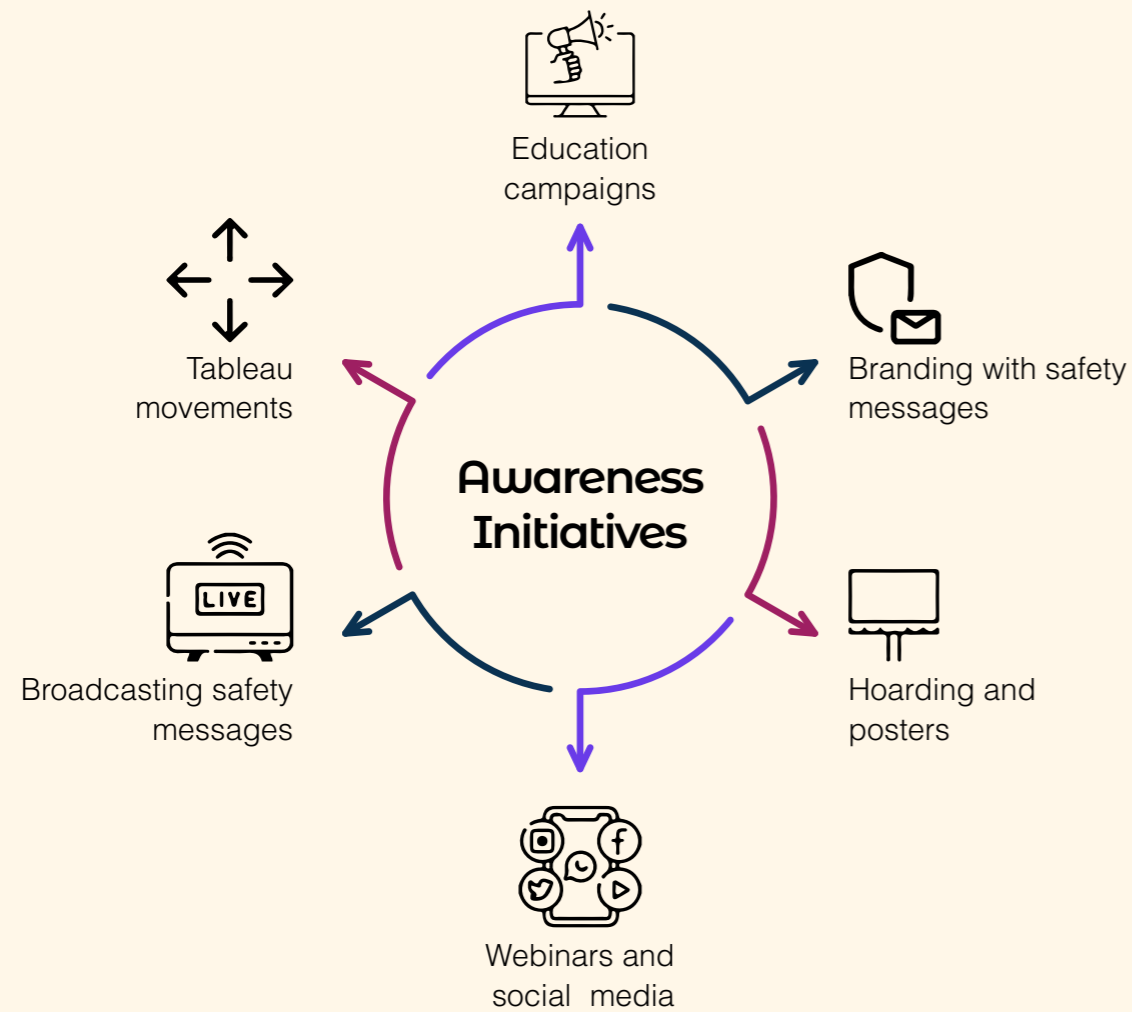 Education
campaigns
Branding with safety
messages
Hoarding and
posters
Webinars and
social media
Broadcasting safety
messages
LIVE
Tableau
movements
Awareness
Initiatives